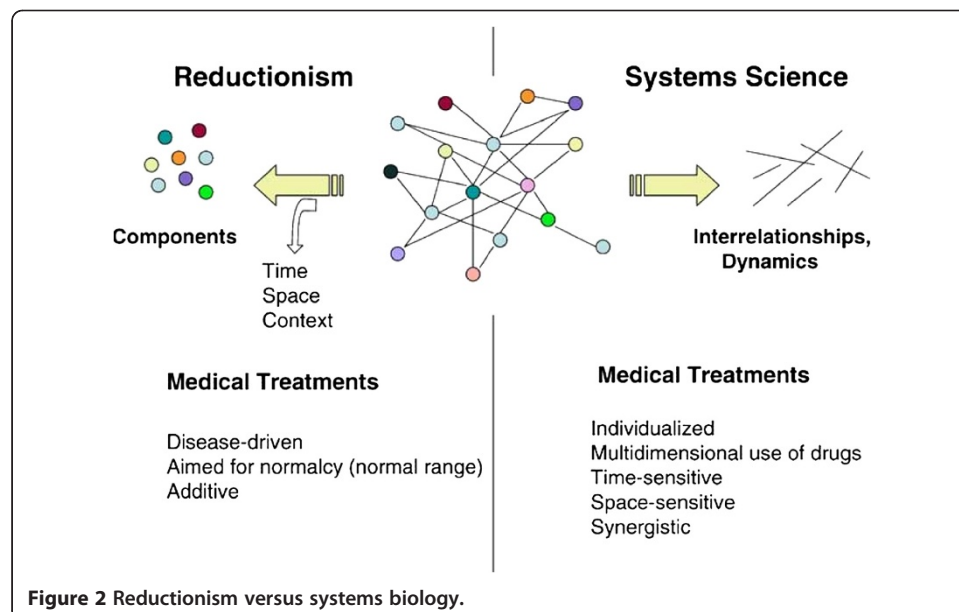 Reductionism
Components
Time
Space
Context
Medical Treatments
Disease-driven
Aimed for normalcy (normal range)
Additive
Systems Science
Interrelationships,
Dynamics
Medical Treatments
Individualized
Multidimensional use of drugs
Time-sensitive
Space-sensitive
Synergistic
Figure 2 Reductionism versus systems biology.